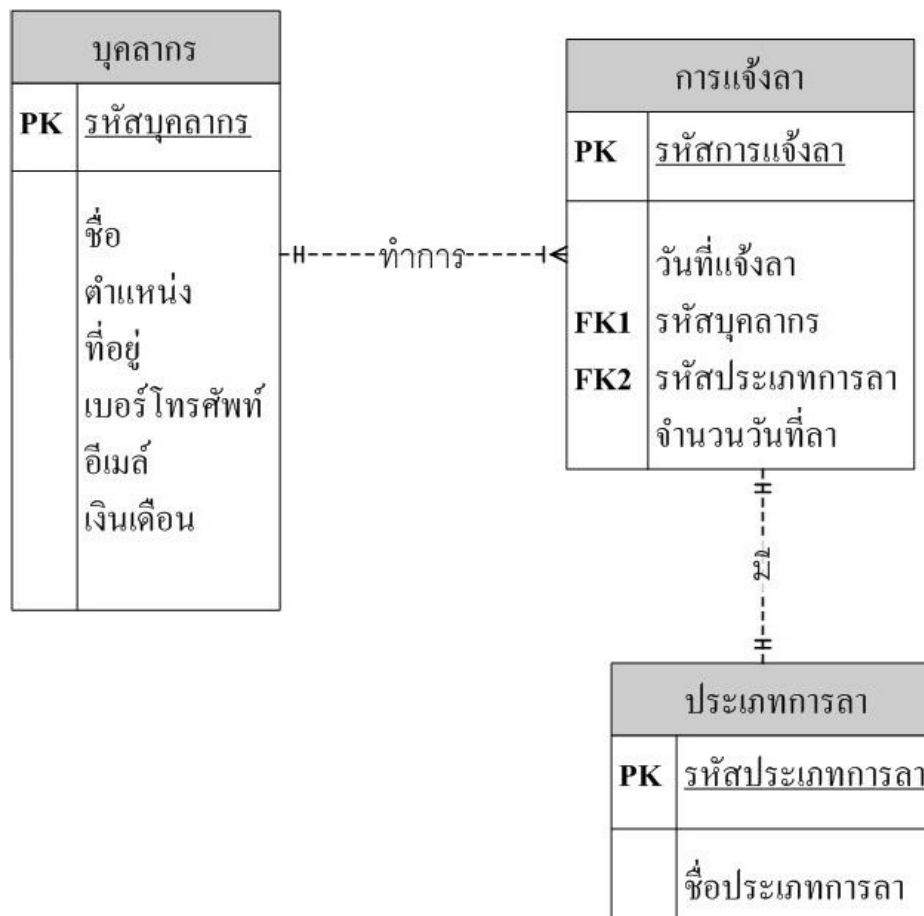 บุคลากร
PK รหัสบุคลากร
ชื่อ
ตำแหน่ง
ที่อยู่
เบอร์โทรศัพท์
อีเมล์
เงินเดือน
ทำการ
การแจ้งลา
PK รหัสการแจ้งลา
วันที่แจ้งลา
FK1 รหัสบุคลากร
FK2 รหัสประเภทการลา
จำนวนวันที่ลา
มี
ประเภทการลา
PK รหัสประเภทการลา
ชื่อประเภทการลา